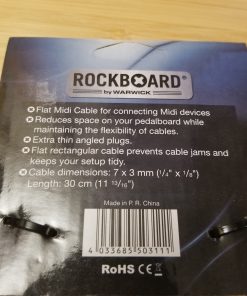 ROCKBOARD®
by WARWICK
Flat Midi Cable for connecting Midi devices
Reduces space on your pedalboard while
maintaining the flexibility of cables.
Extra thin angled plugs.
Flat rectangular cable prevents cable jams and
keeps your setup tidy.
Cable dimensions: 7 x 3 mm (1/4" x 1/8")
Length: 30 cm (11 13/16")
Made in P. R. China
4 033685 503111
RoHS CE